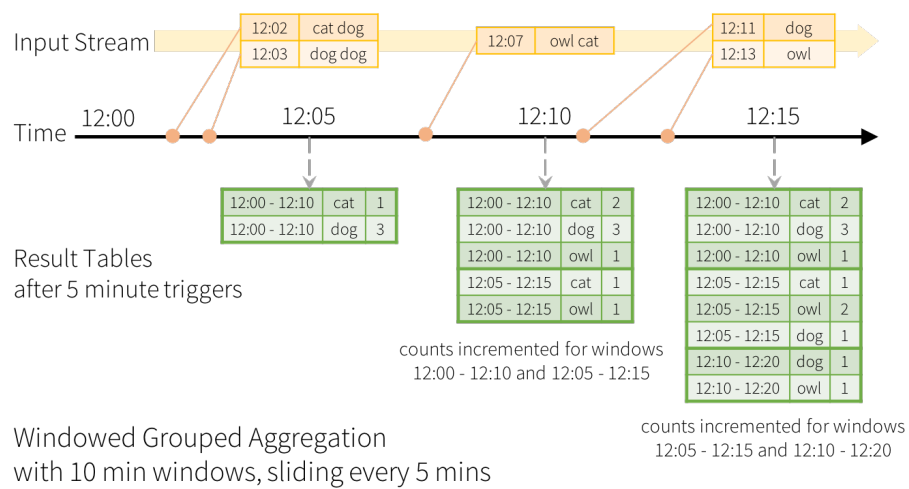 Input Stream
12:02 cat dog
12:03 dog dog
12:07 owl cat
12:11 dog
12:13 owl
Time
12:00
12:05
12:10
12:15
12:00 - 12:10 cat 1
12:00 - 12:10 dog 3
12:00 - 12:10 cat 2
12:00 - 12:10 dog 3
12:00 - 12:10 owl 1
12:05 - 12:15 cat 1
12:05 - 12:15 owl 1
12:00 - 12:10 cat 2
12:00 - 12:10 dog 3
12:00 - 12:10 owl 1
12:05 - 12:15 cat 1
12:05 - 12:15 owl 2
12:05 - 12:15 dog 1
12:10 - 12:20 dog 1
12:10 - 12:20 owl 1
Result Tables
after 5 minute triggers
counts incremented for windows
12:00 - 12:10 and 12:05 - 12:15
counts incremented for windows
12:05 - 12:15 and 12:10 - 12:20
Windowed Grouped Aggregation
with 10 min windows, sliding every 5 mins